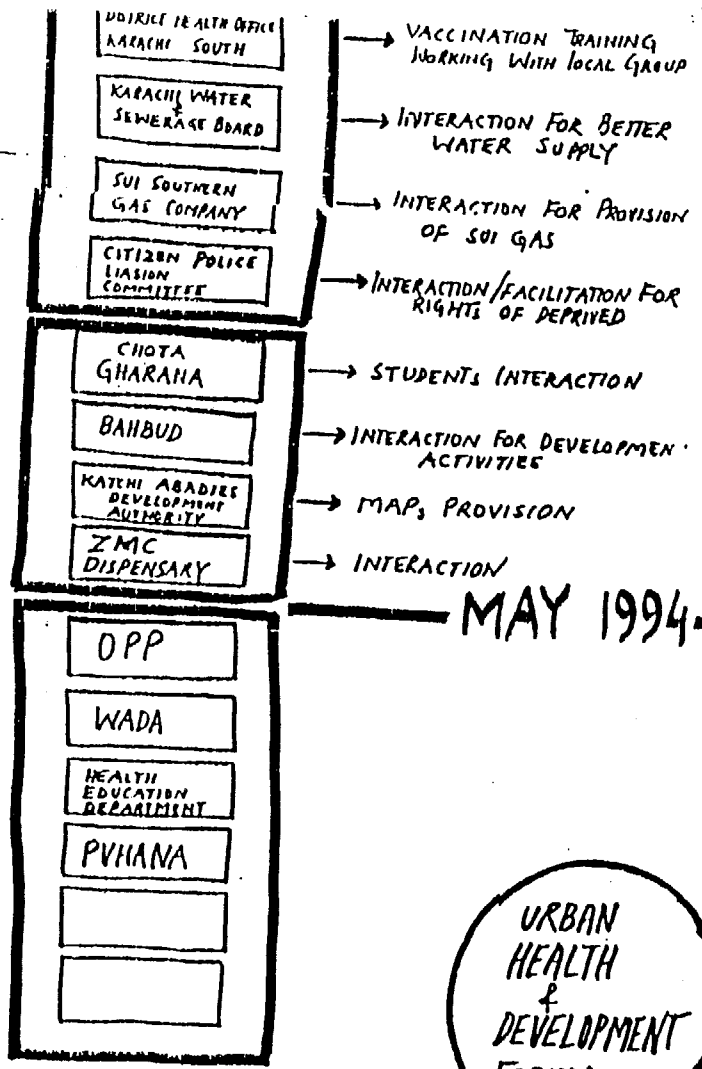 DISTRICT HEALTH OFFICE
KARACHI SOUTH
→ VACCINATION TRAINING
WORKING WITH LOCAL GROUP
KARACHI WATER
&
SEWERAGE BOARD
→ INTERACTION FOR BETTER
WATER SUPPLY
SUI SOUTHERN
GAS COMPANY
→ INTERACTION FOR PROVISION
OF SUI GAS
CITIZEN POLICE
LIASION
COMMITTEE
→ INTERACTION/FACILITATION FOR
RIGHTS OF DEPRIVED
CHOTA
GHARANA
→ STUDENTS INTERACTION
BAHBUD
→ INTERACTION FOR DEVELOPMEN
ACTIVITIES
KATCHI ABADIES
DEVELOPMENT
AUTHORITY
→ MAPS PROVISION
ZMC
DISPENSARY
→ INTERACTION
MAY 1994.
OPP
WADA
HEALTH
EDUCATION
DEPARTMENT
PVHANA
URBAN
HEALTH
&
DEVELOPMENT